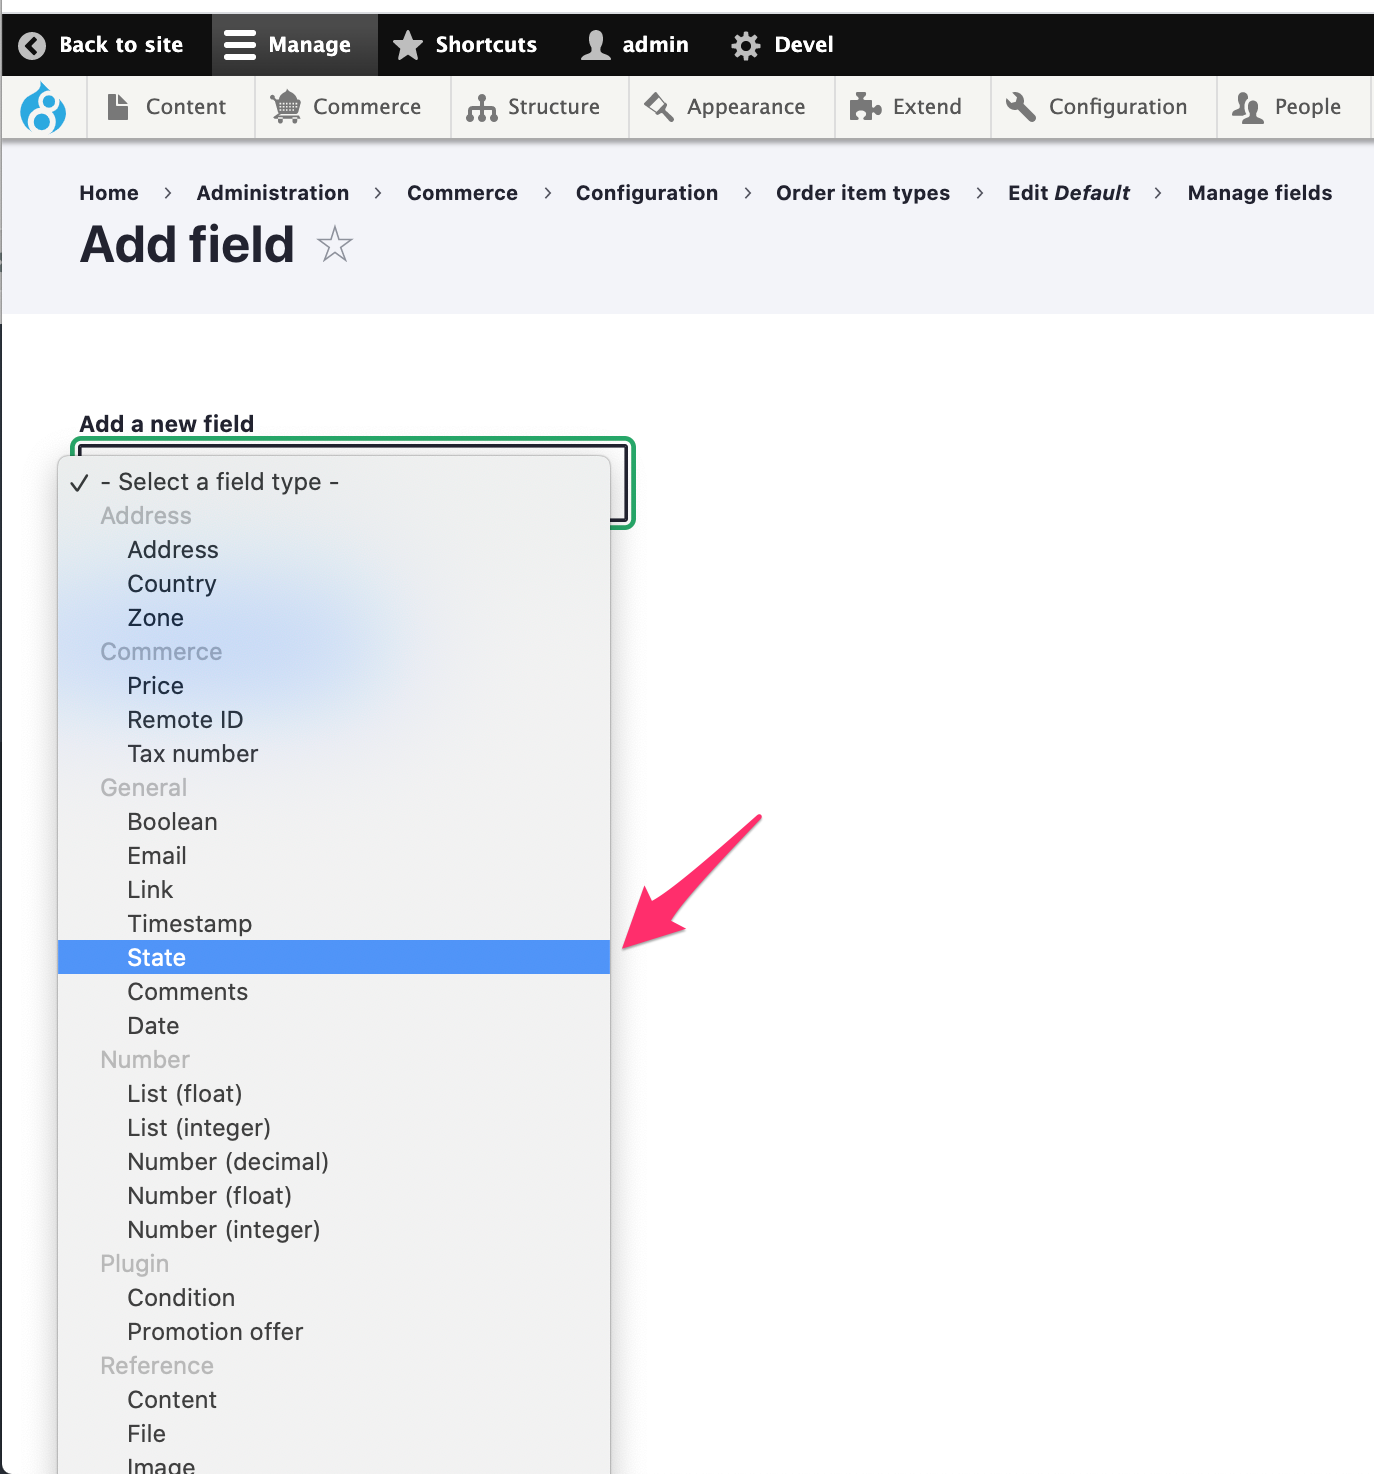 Back to site Manage Shortcuts admin Devel
Content Commerce Structure Appearance Extend Configuration People
Home › Administration › Commerce › Configuration › Order item types › Edit Default › Manage fields
Add field
Add a new field
✓ - Select a field type -
Address
Address
Country
Zone
Commerce
Price
Remote ID
Tax number
General
Boolean
Email
Link
Timestamp
State
Comments
Date
Number
List (float)
List (integer)
Number (decimal)
Number (float)
Number (integer)
Plugin
Condition
Promotion offer
Reference
Content
File
Image